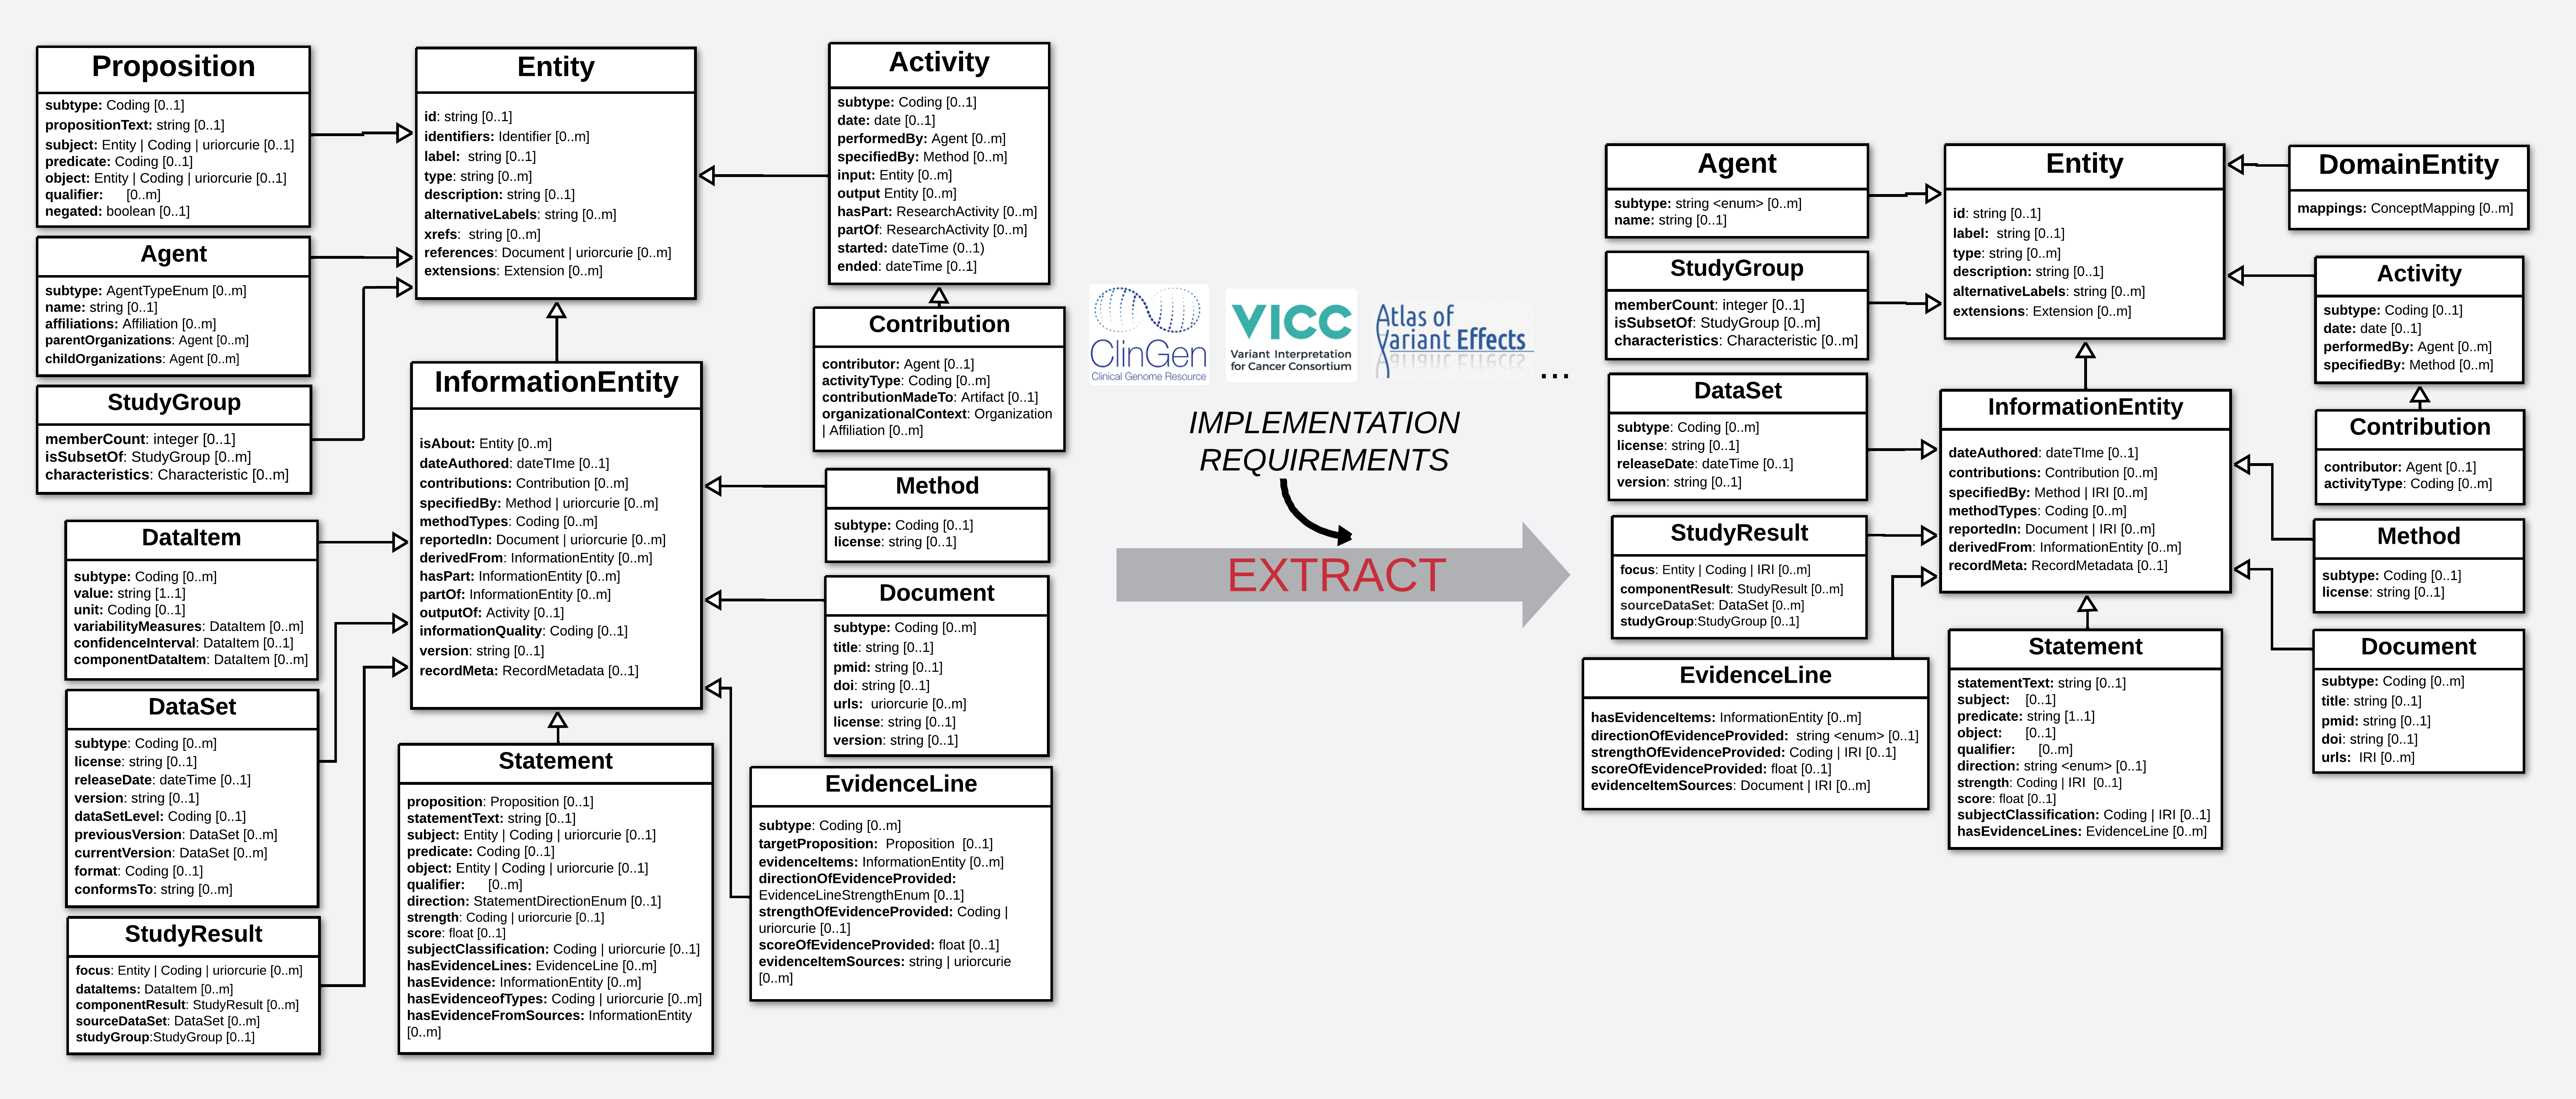 Proposition
subtype: Coding [0..1]
propositionText: string [0..1]
subject: Entity | Coding | uriorcurie [0..1]
predicate: Coding [0..1]
object: Entity | Coding | uriorcurie [0..1]
qualifier: [0..m]
negated: boolean [0..1]
Agent
subtype: AgentTypeEnum [0..m]
name: string [0..1]
affiliations: Affiliation [0..m]
parentOrganizations: Agent [0..m]
childOrganizations: Agent [0..m]
StudyGroup
memberCount: integer [0..1]
isSubsetOf: StudyGroup [0..m]
characteristics: Characteristic [0..m]
DataItem
subtype: Coding [0..m]
value: string [1..1]
unit: Coding [0..1]
variabilityMeasures: DataItem [0..m]
confidenceInterval: DataItem [0..1]
componentDataItem: DataItem [0..m]
DataSet
subtype: Coding [0..m]
license: string [0..1]
releaseDate: dateTime [0..1]
version: string [0..1]
dataSetLevel: Coding [0..1]
previousVersion: DataSet [0..m]
currentVersion: DataSet [0..m]
format: Coding [0..1]
conformsTo: string [0..m]
StudyResult
focus: Entity | Coding | uriorcurie [0..m]
dataItems: DataItem [0..m]
componentResult: StudyResult [0..m]
sourceDataSet: DataSet [0..m]
studyGroup:StudyGroup [0..1]
Entity
id: string [0..1]
identifiers: Identifier [0..m]
label: string [0..1]
type: string [0..m]
description: string [0..1]
alternativeLabels: string [0..m]
xrefs: string [0..m]
references: Document | uriorcurie [0..m]
extensions: Extension [0..m]
InformationEntity
isAbout: Entity [0..m]
dateAuthored: dateTIme [0..1]
contributions: Contribution [0..m]
specifiedBy: Method | uriorcurie [0..m]
methodTypes: Coding [0..m]
reportedIn: Document | uriorcurie [0..m]
derivedFrom: InformationEntity [0..m]
hasPart: InformationEntity [0..m]
partOf: InformationEntity [0..m]
outputOf: Activity [0..1]
informationQuality: Coding [0..1]
version: string [0..1]
recordMeta: RecordMetadata [0..1]
Statement
proposition: Proposition [0..1]
statementText: string [0..1]
subject: Entity | Coding | uriorcurie [0..1]
predicate: Coding [0..1]
object: Entity | Coding | uriorcurie [0..1]
qualifier: [0..m]
direction: StatementDirectionEnum [0..1]
strength: Coding | uriorcurie [0..1]
score: float [0..1]
subjectClassification: Coding | uriorcurie [0..1]
hasEvidenceLines: EvidenceLine [0..m]
hasEvidence: InformationEntity [0..m]
hasEvidenceofTypes: Coding | uriorcurie [0..m]
hasEvidenceFromSources: InformationEntity
[0..m]
Activity
subtype: Coding [0..1]
date: date [0..1]
performedBy: Agent [0..m]
specifiedBy: Method [0..m]
input: Entity [0..m]
output Entity [0..m]
hasPart: ResearchActivity [0..m]
partOf: ResearchActivity [0..m]
started: dateTime (0..1)
ended: dateTime [0..1]
Contribution
contributor: Agent [0..1]
activityType: Coding [0..m]
contributionMadeTo: Artifact [0..1]
organizationalContext: Organization
| Affiliation [0..m]
Method
subtype: Coding [0..1]
license: string [0..1]
Document
subtype: Coding [0..m]
title: string [0..1]
pmid: string [0..1]
doi: string [0..1]
urls: uriorcurie [0..m]
license: string [0..1]
version: string [0..1]
EvidenceLine
subtype: Coding [0..m]
targetProposition: Proposition [0..1]
evidenceItems: InformationEntity [0..m]
directionOfEvidenceProvided:
EvidenceLineStrengthEnum [0..1]
strengthOfEvidenceProvided: Coding |
uriorcurie [0..1]
scoreOfEvidenceProvided: float [0..1]
evidenceItemSources: string | uriorcurie
[0..m]
ClinGen
Clinical Genome Resource
VICC
Variant Interpretation
for Cancer Consortium
Atlas of
Variant Effects
...
IMPLEMENTATION
REQUIREMENTS
EXTRACT
Agent
subtype: string <enum> [0..m]
name: string [0..1]
StudyGroup
memberCount: integer [0..1]
isSubsetOf: StudyGroup [0..m]
characteristics: Characteristic [0..m]
DataSet
subtype: Coding [0..m]
license: string [0..1]
releaseDate: dateTime [0..1]
version: string [0..1]
StudyResult
focus: Entity | Coding | IRI [0..m]
componentResult: StudyResult [0..m]
sourceDataSet: DataSet [0..m]
studyGroup:StudyGroup [0..1]
EvidenceLine
hasEvidenceItems: InformationEntity [0..m]
directionOfEvidenceProvided: string <enum> [0..1]
strengthOfEvidenceProvided: Coding | IRI [0..1]
scoreOfEvidenceProvided: float [0..1]
evidenceItemSources: Document | IRI [0..m]
Entity
id: string [0..1]
label: string [0..1]
type: string [0..m]
description: string [0..1]
alternativeLabels: string [0..m]
extensions: Extension [0..m]
InformationEntity
dateAuthored: dateTIme [0..1]
contributions: Contribution [0..m]
specifiedBy: Method | IRI [0..m]
methodTypes: Coding [0..m]
reportedIn: Document | IRI [0..m]
derivedFrom: InformationEntity [0..m]
recordMeta: RecordMetadata [0..1]
Statement
statementText: string [0..1]
subject: [0..1]
predicate: string [1..1]
object: [0..1]
qualifier: [0..m]
direction: string <enum> [0..1]
strength: Coding | IRI [0..1]
score: float [0..1]
subjectClassification: Coding | IRI [0..1]
hasEvidenceLines: EvidenceLine [0..m]
DomainEntity
mappings: ConceptMapping [0..m]
Activity
subtype: Coding [0..1]
date: date [0..1]
performedBy: Agent [0..m]
specifiedBy: Method [0..m]
Contribution
contributor: Agent [0..1]
activityType: Coding [0..m]
Method
subtype: Coding [0..1]
license: string [0..1]
Document
subtype: Coding [0..m]
title: string [0..1]
pmid: string [0..1]
doi: string [0..1]
urls: IRI [0..m]